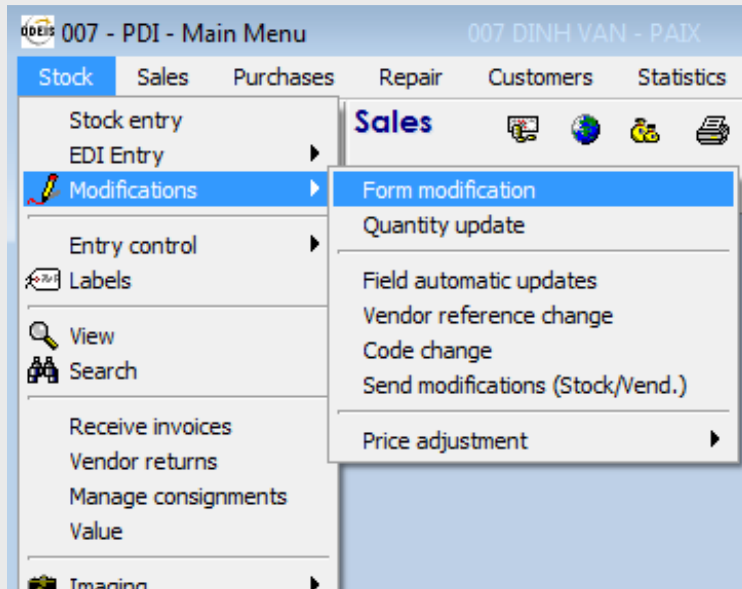 ODEIS 007 - PDI - Main Menu 007 DINH VAN - PAIX
Stock Sales Purchases Repair Customers Statistics
Sales
Stock entry
EDI Entry
Modifications
Entry control
Labels
View
Search
Receive invoices
Vendor returns
Manage consignments
Value
Imaging
Form modification
Quantity update
Field automatic updates
Vendor reference change
Code change
Send modifications (Stock/Vend.)
Price adjustment